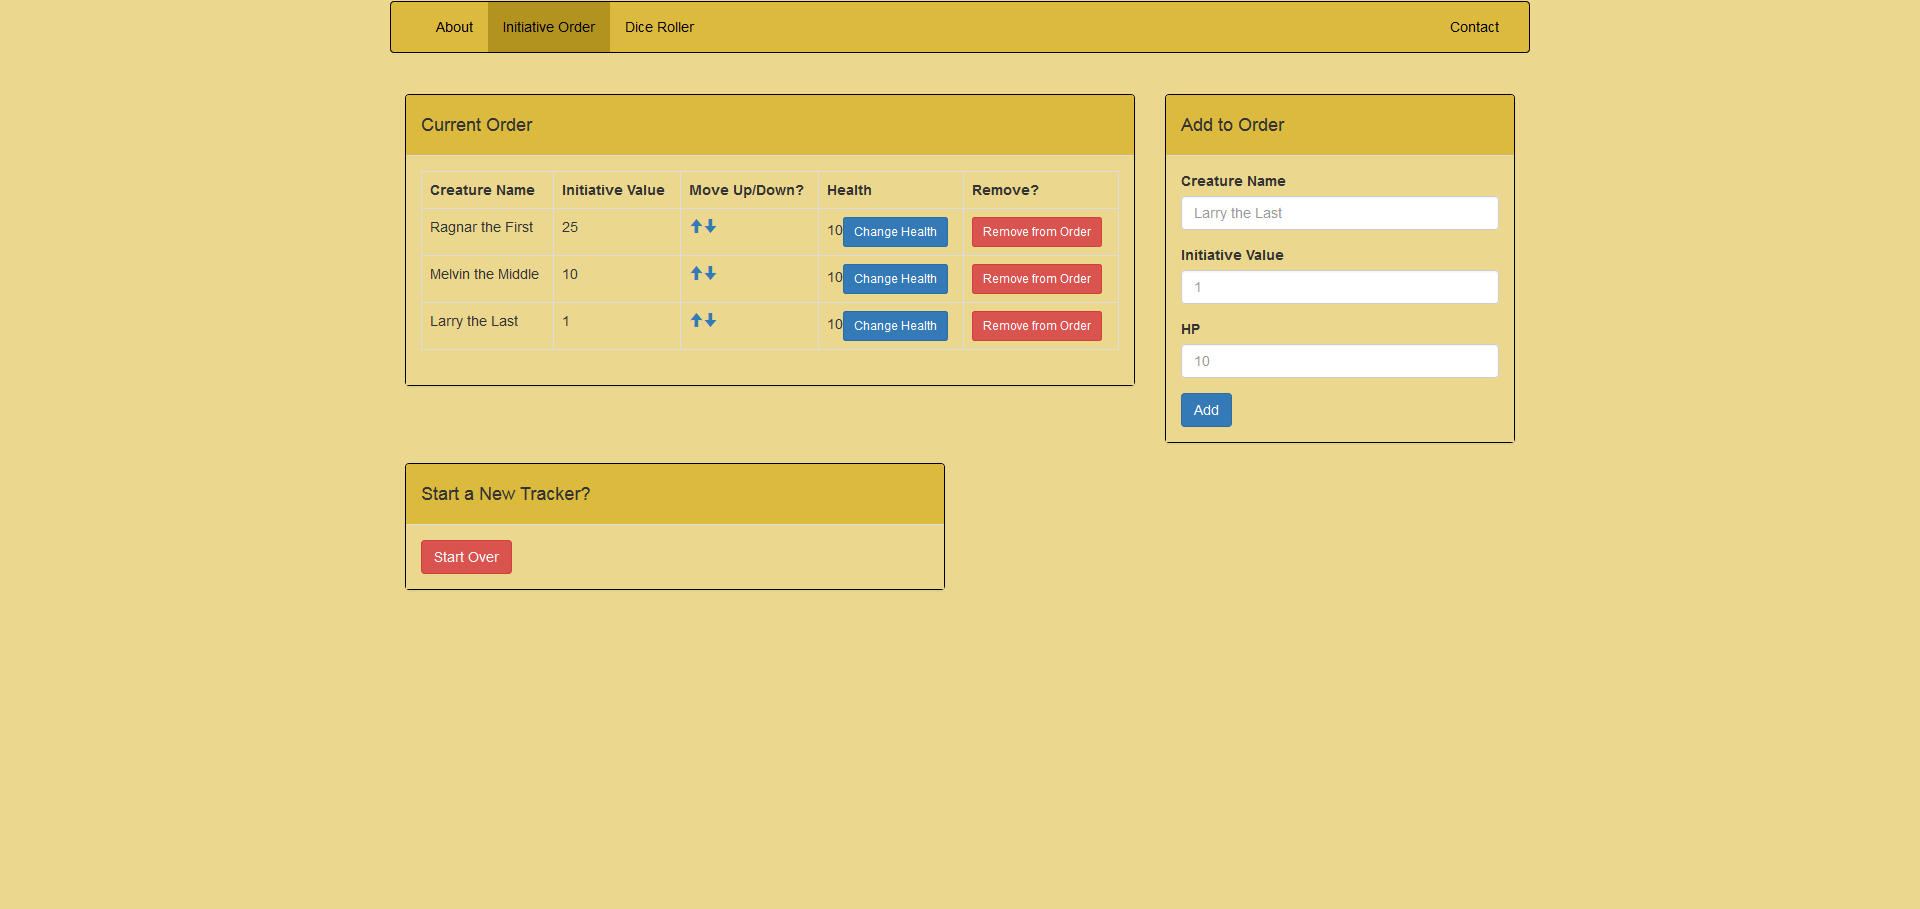 About Initiative Order Dice Roller Contact
Current Order
Creature Name Initiative Value Move Up/Down? Health Remove?
Ragnar the First 25 10 Change Health Remove from Order
Melvin the Middle 10 10 Change Health Remove from Order
Larry the Last 1 10 Change Health Remove from Order
Add to Order
Creature Name
Larry the Last
Initiative Value
1
HP
10
Add
Start a New Tracker?
Start Over